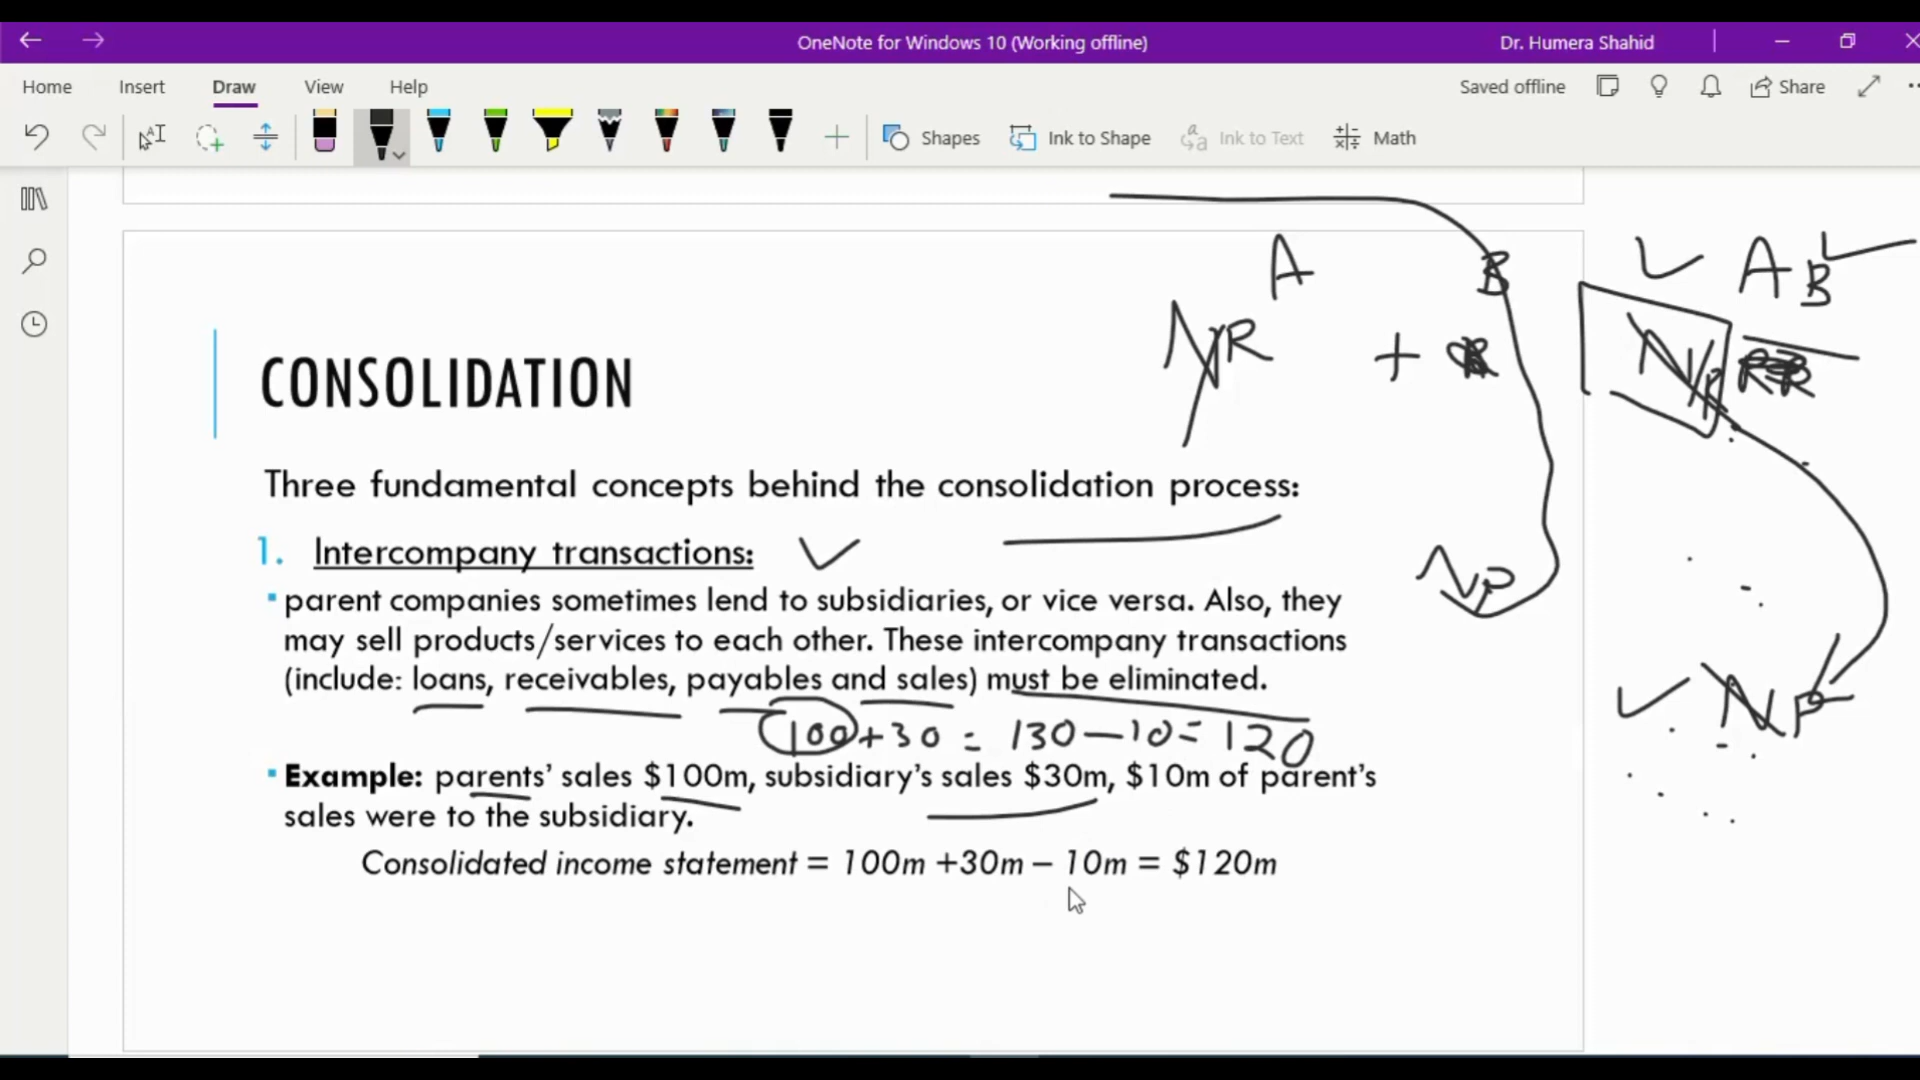 OneNote for Windows 10 (Working offline)
Dr. Humera Shahid
Home Insert Draw View Help
Saved offline
Share
Shapes
Ink to Shape
Ink to Text
Math
A B
A B
NR +
NR
CONSOLIDATION
Three fundamental concepts behind the consolidation process:
1. Intercompany transactions:
NP
▪ parent companies sometimes lend to subsidiaries, or vice versa. Also, they
may sell products/services to each other. These intercompany transactions
(include: loans, receivables, payables and sales) must be eliminated.
NP
100+30 = 130-10=120
▪ Example: parents' sales $100m, subsidiary's sales $30m, $10m of parent's
sales were to the subsidiary.
Consolidated income statement = 100m +30m – 10m = $120m